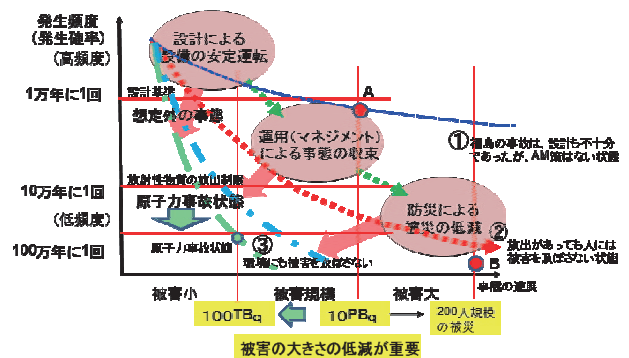 発生頻度
(発生確率)
(高頻度)
設計による
設備の安定運転
1万年に1回
設計基準
想定外の事態
A
運用(マネジメント)
による事態の収束
①福島の事故は、設計も不十分
であったが、AM策はない状態
放射性物質の放出制限
10万年に1回
原子力事故状態
(低頻度)
防災による
被災の低減
②
放出があっても人には
被害を及ぼさない状態
100万年に1回
原子力事故状態
③
環境にも被害を及ぼさない
B
事態の進展
被害小
被害規模
被害大
100TBq
10PBq
200人規模
の被災
被害の大きさの低減が重要